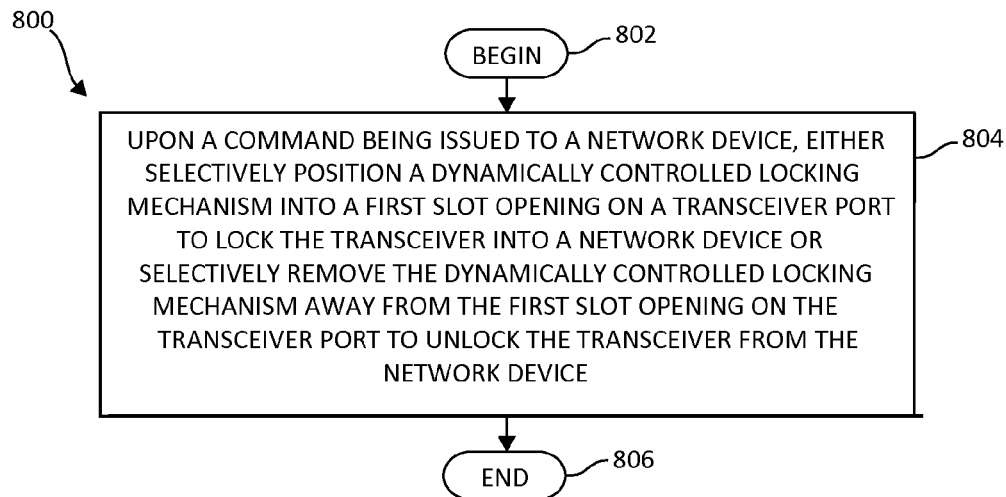 800
BEGIN
802
UPON A COMMAND BEING ISSUED TO A NETWORK DEVICE, EITHER
SELECTIVELY POSITION A DYNAMICALLY CONTROLLED LOCKING
MECHANISM INTO A FIRST SLOT OPENING ON A TRANSCEIVER PORT
TO LOCK THE TRANSCEIVER INTO A NETWORK DEVICE OR
SELECTIVELY REMOVE THE DYNAMICALLY CONTROLLED LOCKING
MECHANISM AWAY FROM THE FIRST SLOT OPENING ON THE
TRANSCEIVER PORT TO UNLOCK THE TRANSCEIVER FROM THE
NETWORK DEVICE
804
END
806